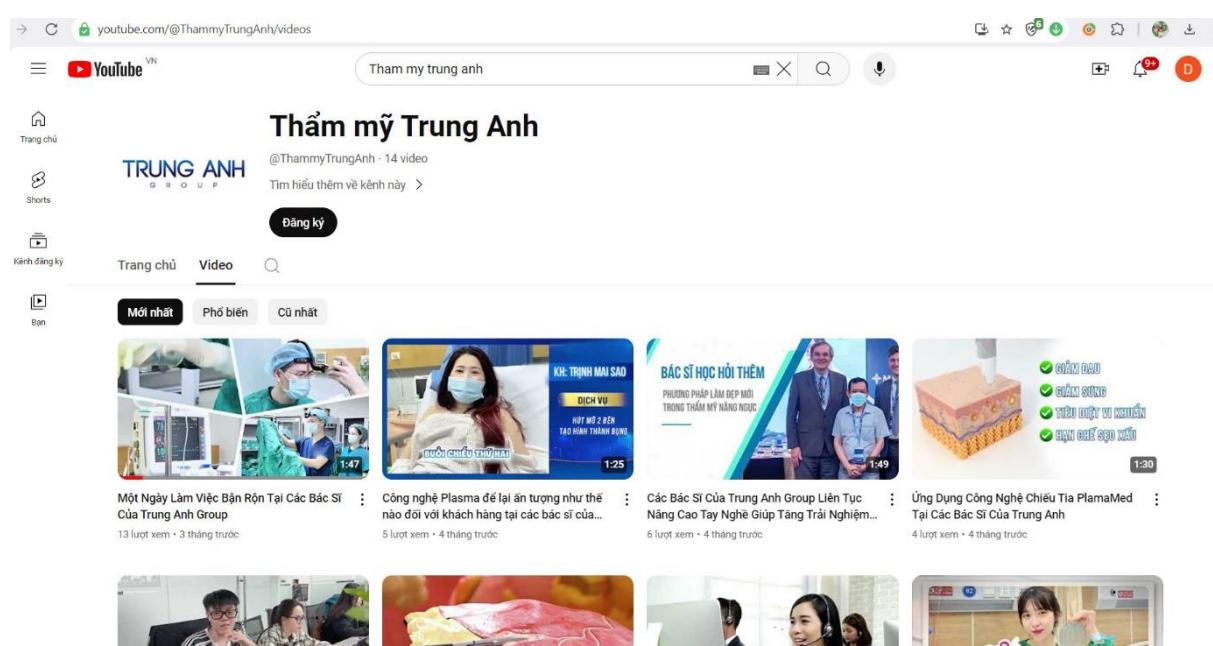 youtube.com/@ThammyTrungAnh/videos
6
YouTube VN
Tham my trung anh
9+
D
Trang chủ
Shorts
Kênh đăng ký
Bạn
TRUNG ANH
GROUP
Thẩm mỹ Trung Anh
@ThammyTrungAnh · 14 video
Tìm hiểu thêm về kênh này
Đăng ký
Trang chủ Video
Mới nhất Phổ biến Cũ nhất
1:47
KH: TRỊNH MAI SAO
DỊCH VỤ
HÚT MỠ 2 BÊN
TẠO HÌNH THÀNH BỤNG
BUỔI CHIỀU THỨ HAI
1:25
BÁC SĨ HỌC HỎI THÊM
PHƯƠNG PHÁP LÀM ĐẸP MỚI
TRONG THẨM MỸ NÂNG NGỰC
1:49
GIẢM ĐAU
GIẢM SƯNG
TIÊU DIỆT VI KHUẨN
HẠN CHẾ SẸO XẤU
1:30
Một Ngày Làm Việc Bận Rộn Tại Các Bác Sĩ
Của Trung Anh Group
13 lượt xem • 3 tháng trước
Công nghệ Plasma để lại ấn tượng như thế
nào đối với khách hàng tại các bác sĩ của...
5 lượt xem • 4 tháng trước
Các Bác Sĩ Của Trung Anh Group Liên Tục
Nâng Cao Tay Nghề Giúp Tăng Trải Nghiệm...
6 lượt xem • 4 tháng trước
Ứng Dụng Công Nghệ Chiếu Tia PlamaMed
Tại Các Bác Sĩ Của Trung Anh
4 lượt xem • 4 tháng trước
02